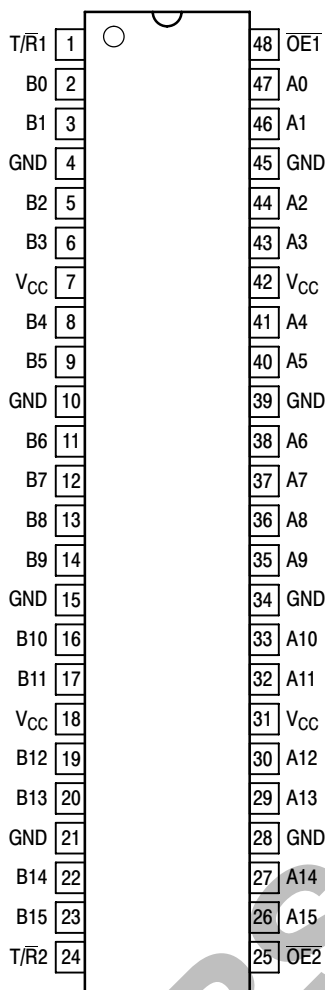 T/R̅1 1 48 O̅E̅1̅
B0 2 47 A0
B1 3 46 A1
GND 4 45 GND
B2 5 44 A2
B3 6 43 A3
VCC 7 42 VCC
B4 8 41 A4
B5 9 40 A5
GND 10 39 GND
B6 11 38 A6
B7 12 37 A7
B8 13 36 A8
B9 14 35 A9
GND 15 34 GND
B10 16 33 A10
B11 17 32 A11
VCC 18 31 VCC
B12 19 30 A12
B13 20 29 A13
GND 21 28 GND
B14 22 27 A14
B15 23 26 A15
T/R̅2 24 25 O̅E̅2̅